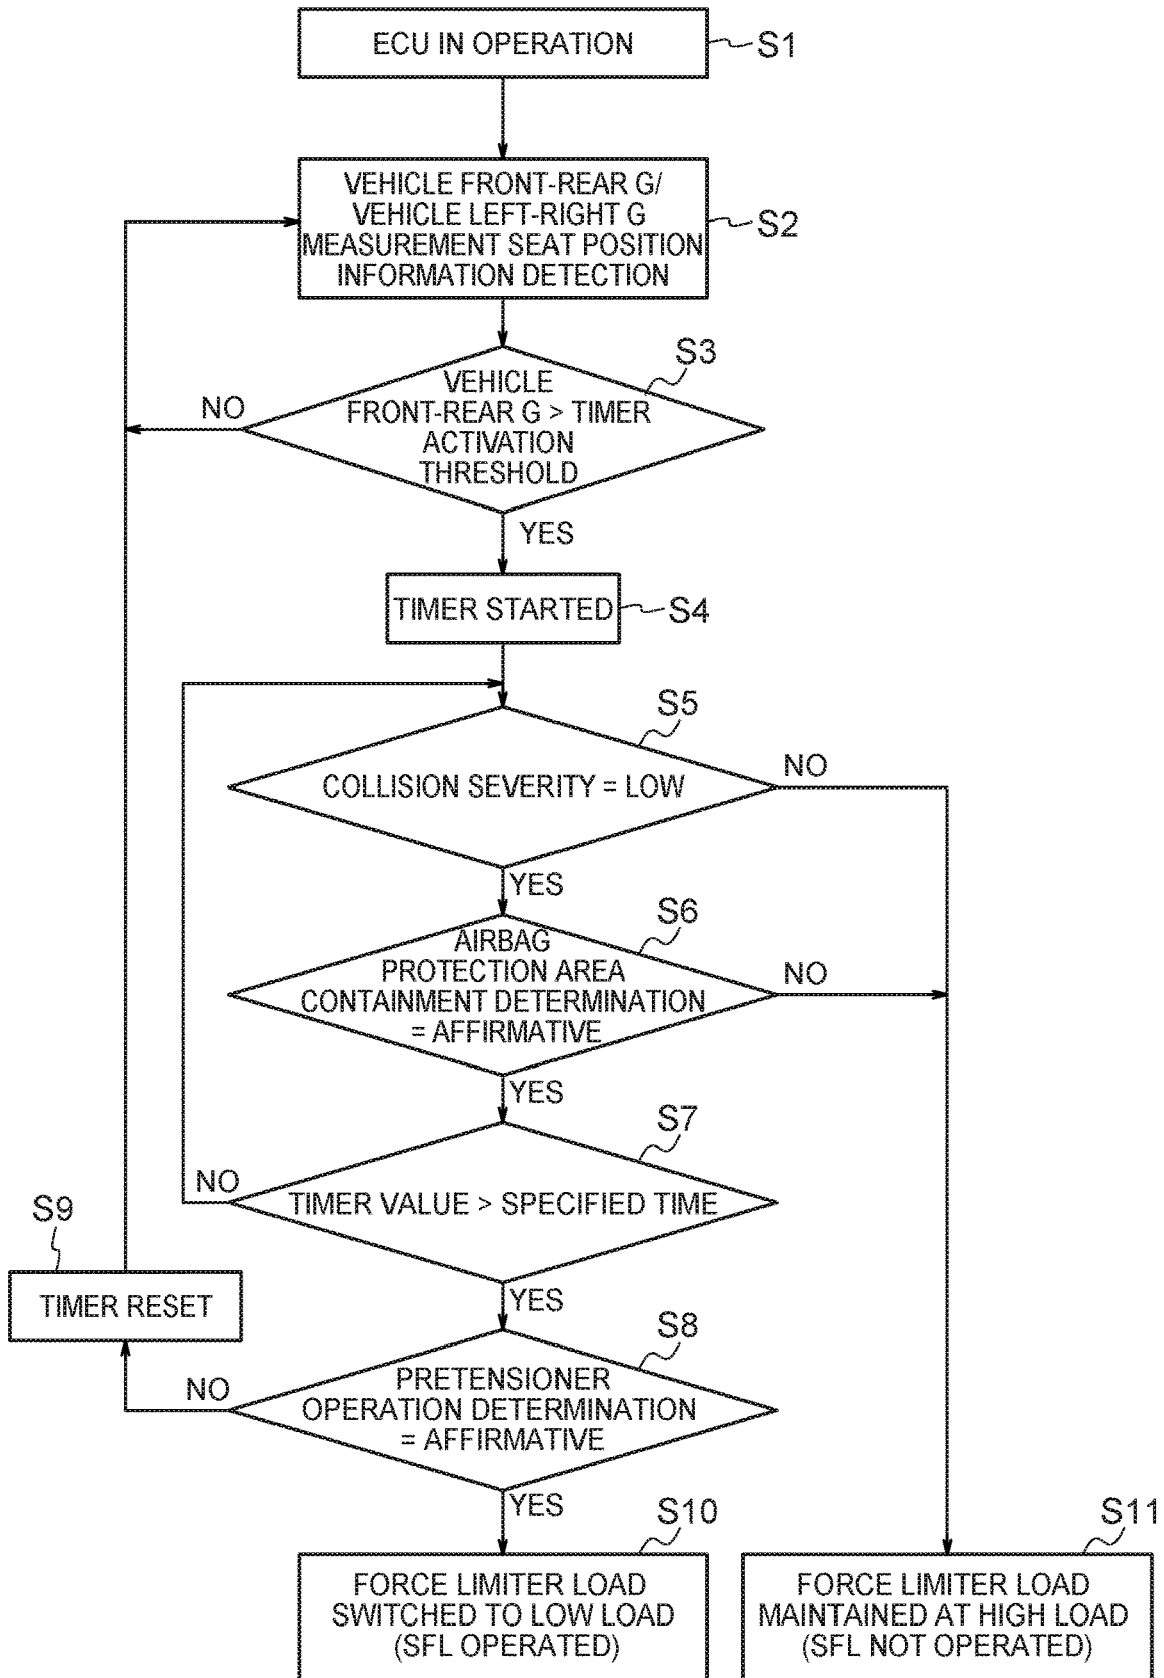 ECU IN OPERATION
S1
VEHICLE FRONT-REAR G/
VEHICLE LEFT-RIGHT G
MEASUREMENT SEAT POSITION
INFORMATION DETECTION
S2
S3
VEHICLE
FRONT-REAR G > TIMER
ACTIVATION
THRESHOLD
NO
YES
TIMER STARTED
S4
S5
COLLISION SEVERITY = LOW
NO
YES
S6
AIRBAG
PROTECTION AREA
CONTAINMENT DETERMINATION
= AFFIRMATIVE
NO
YES
S7
TIMER VALUE > SPECIFIED TIME
NO
YES
S9
TIMER RESET
S8
PRETENSIONER
OPERATION DETERMINATION
= AFFIRMATIVE
NO
YES
S10
FORCE LIMITER LOAD
SWITCHED TO LOW LOAD
(SFL OPERATED)
S11
FORCE LIMITER LOAD
MAINTAINED AT HIGH LOAD
(SFL NOT OPERATED)